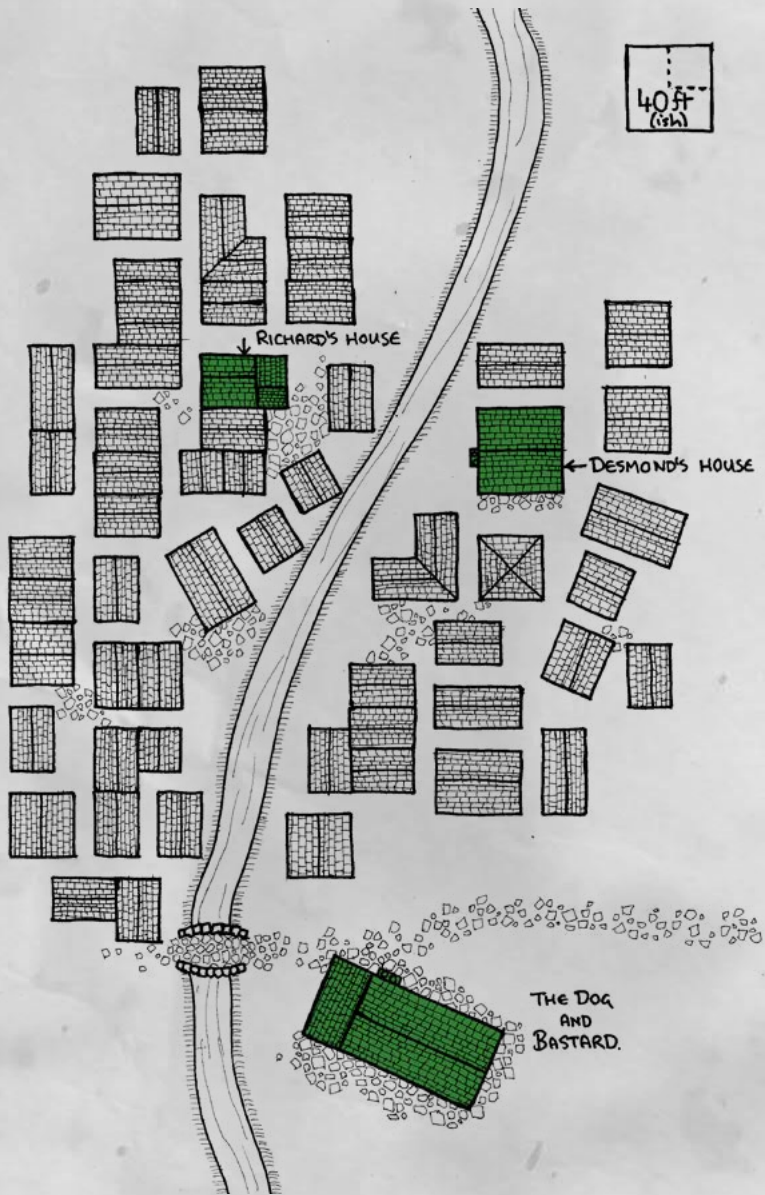 40ft
(ish)
RICHARD'S HOUSE
DESMOND'S HOUSE
THE DOG
AND
BASTARD.